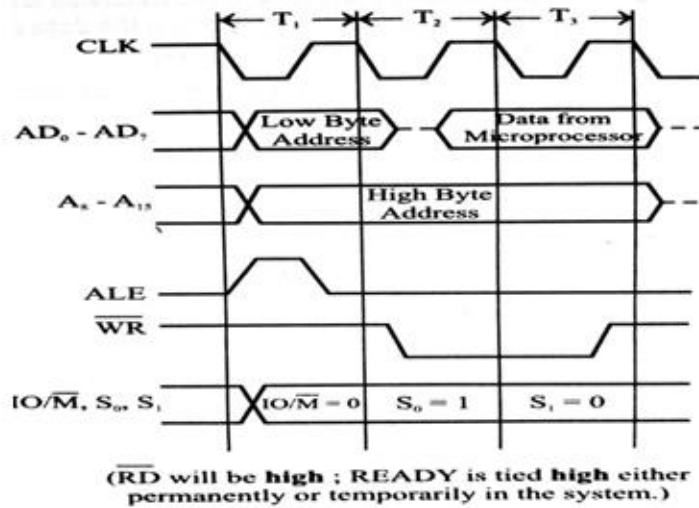 T₁ T₂ T₃
CLK
AD₀ - AD₇
Low Byte
Address
Data from
Microprocessor
A₈ - A₁₅
High Byte
Address
ALE
W̅R̅
IO/M̅, S₀, S₁
IO/M̅ = 0 S₀ = 1 S₁ = 0
(R̅D̅ will be high ; READY is tied high either
permanently or temporarily in the system.)